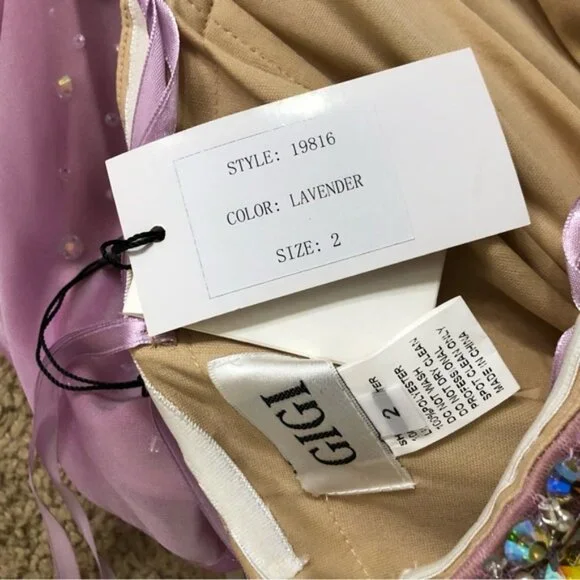 STYLE: 19816
COLOR: LAVENDER
SIZE: 2
GIGI
2
100%POLYESTER
DO NOT WASH
DO NOT DRY CLEAN
PROFESSIONAL
SPOT CLEAN ONLY
MADE IN CHINA